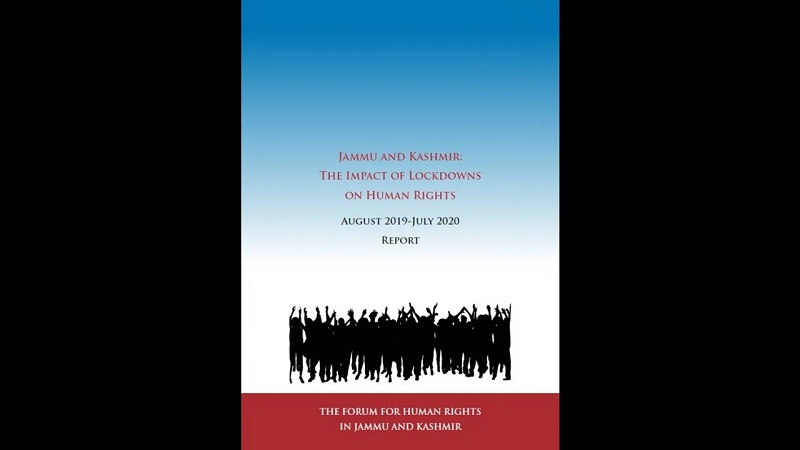 JAMMU AND KASHMIR:
THE IMPACT OF LOCKDOWNS
ON HUMAN RIGHTS
AUGUST 2019-JULY 2020
REPORT
THE FORUM FOR HUMAN RIGHTS
IN JAMMU AND KASHMIR